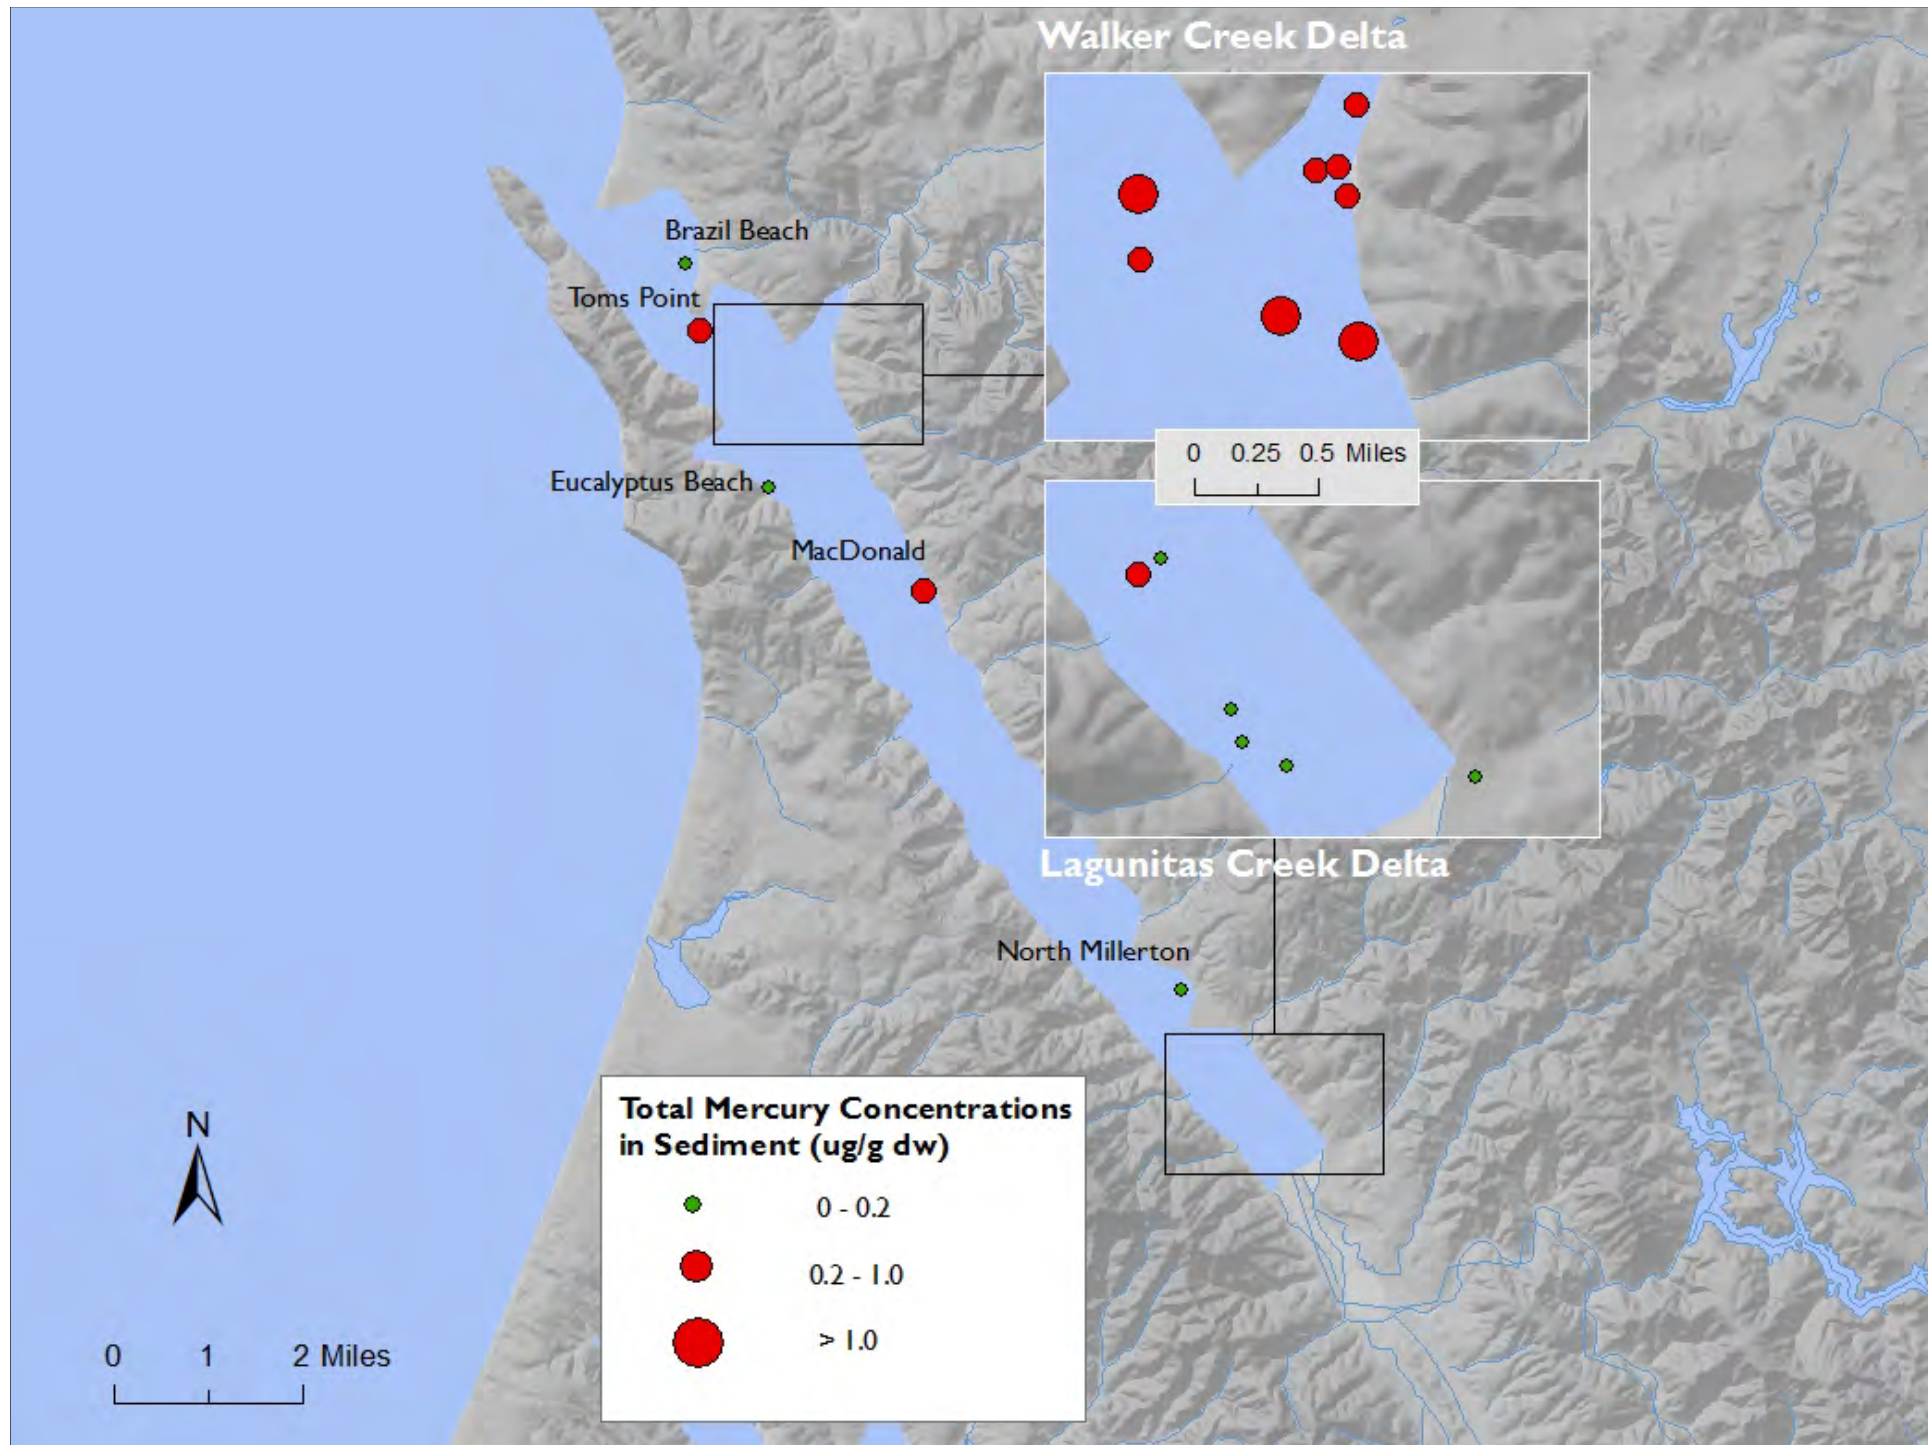 Walker Creek Delta
Brazil Beach
Toms Point
0 0.25 0.5 Miles
Eucalyptus Beach
MacDonald
Lagunitas Creek Delta
North Millerton
N
0 1 2 Miles
Total Mercury Concentrations
in Sediment (ug/g dw)
0 - 0.2
0.2 - 1.0
> 1.0